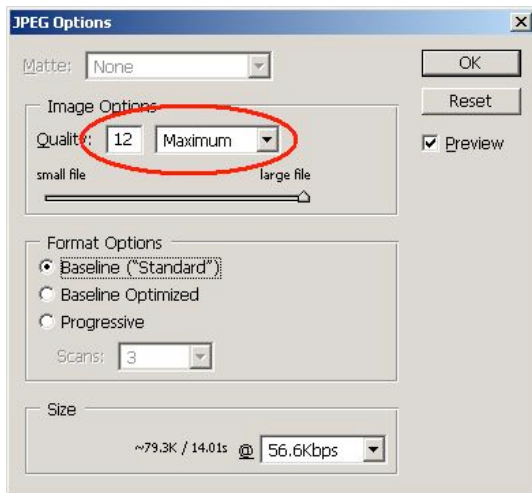 JPEG Options
Matte: None
OK
Image Options
Reset
Quality: 12 Maximum
Preview
small file large file
Format Options
Baseline ("Standard")
Baseline Optimized
Progressive
Scans: 3
Size
~79.3K / 14.01s @ 56.6Kbps